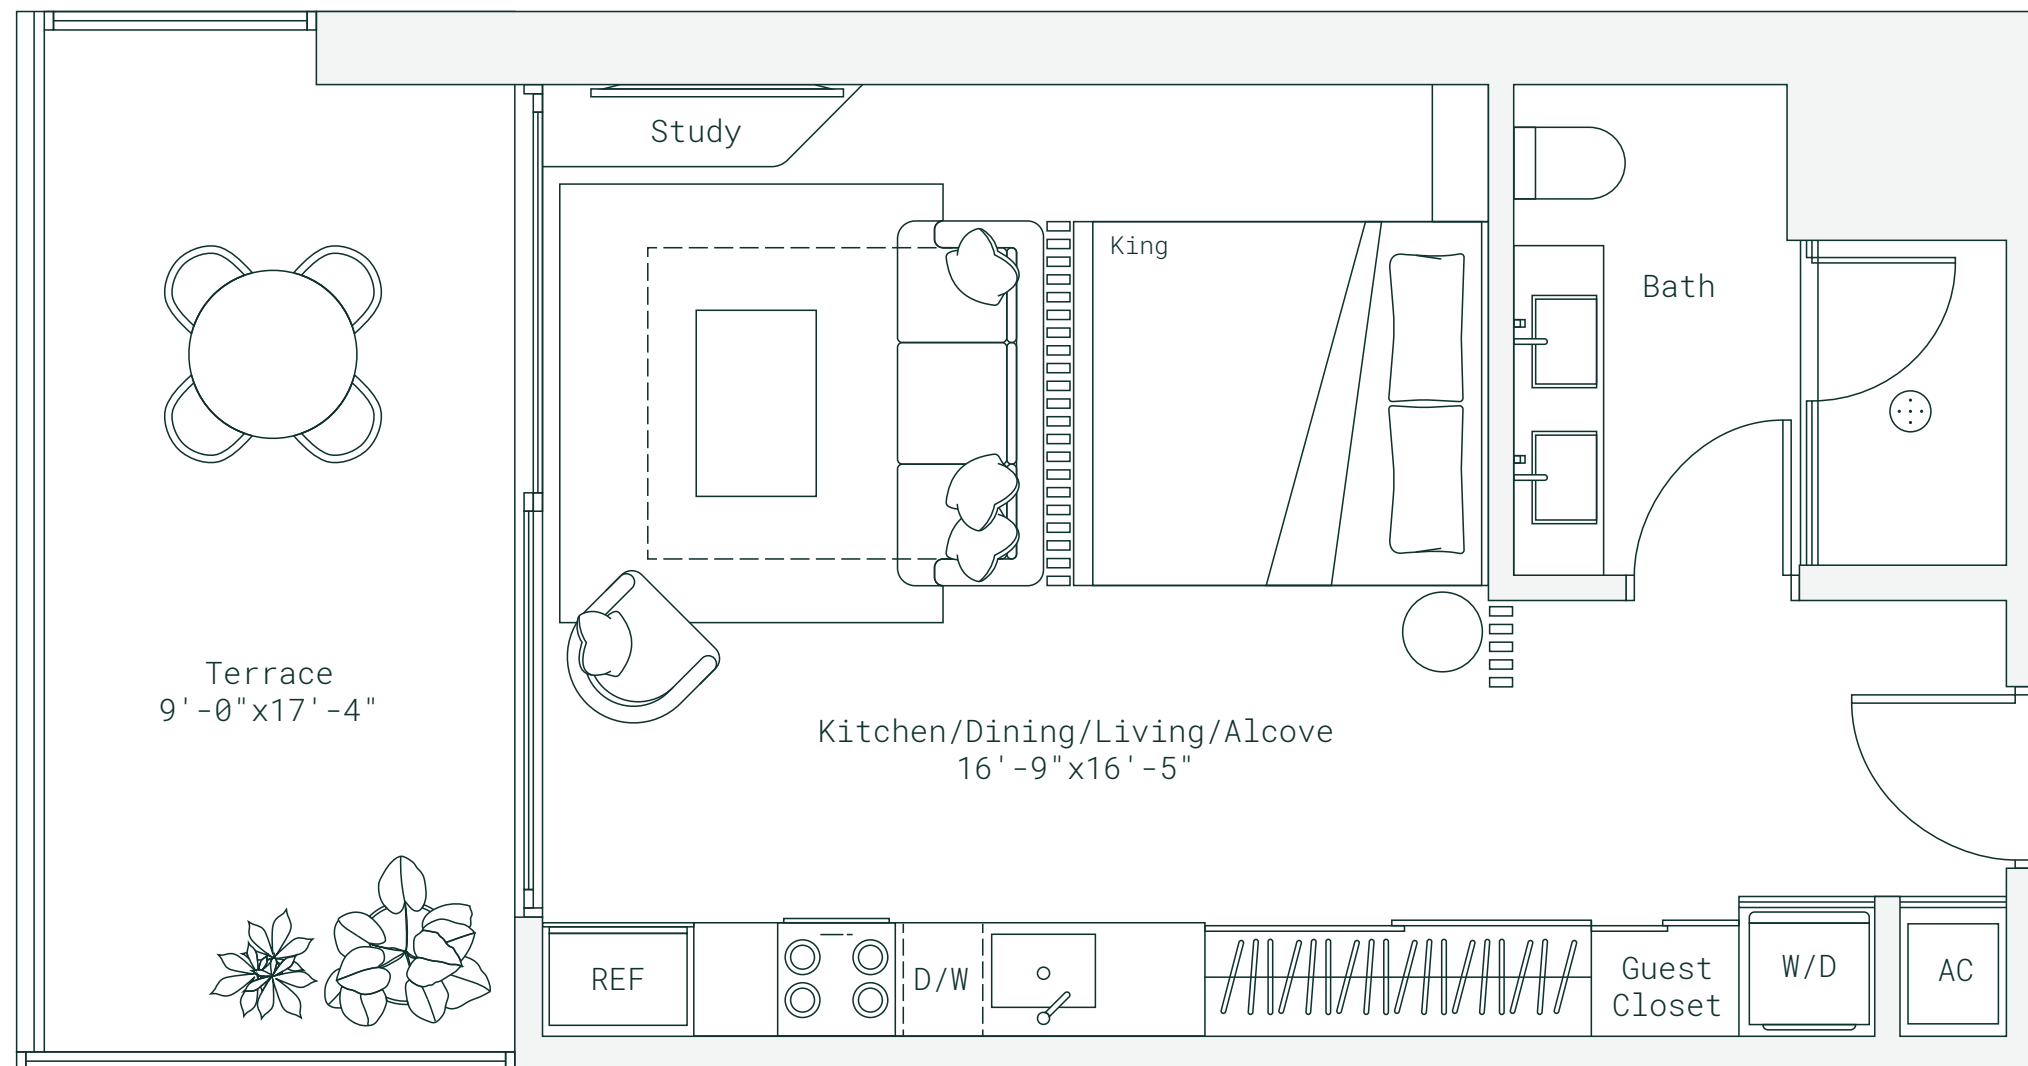 Study
King
Bath
Terrace
9'-0"x17'-4"
Kitchen/Dining/Living/Alcove
16'-9"x16'-5"
REF
D/W
Guest
Closet
W/D
AC